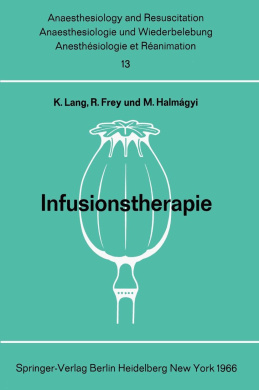 Anaesthesiology and Resuscitation
Anaesthesiologie und Wiederbelebung
Anesthésiologie et Réanimation
13
K. Lang, R. Frey und M. Halmágyi
Infusionstherapie
Springer-Verlag Berlin Heidelberg New York 1966